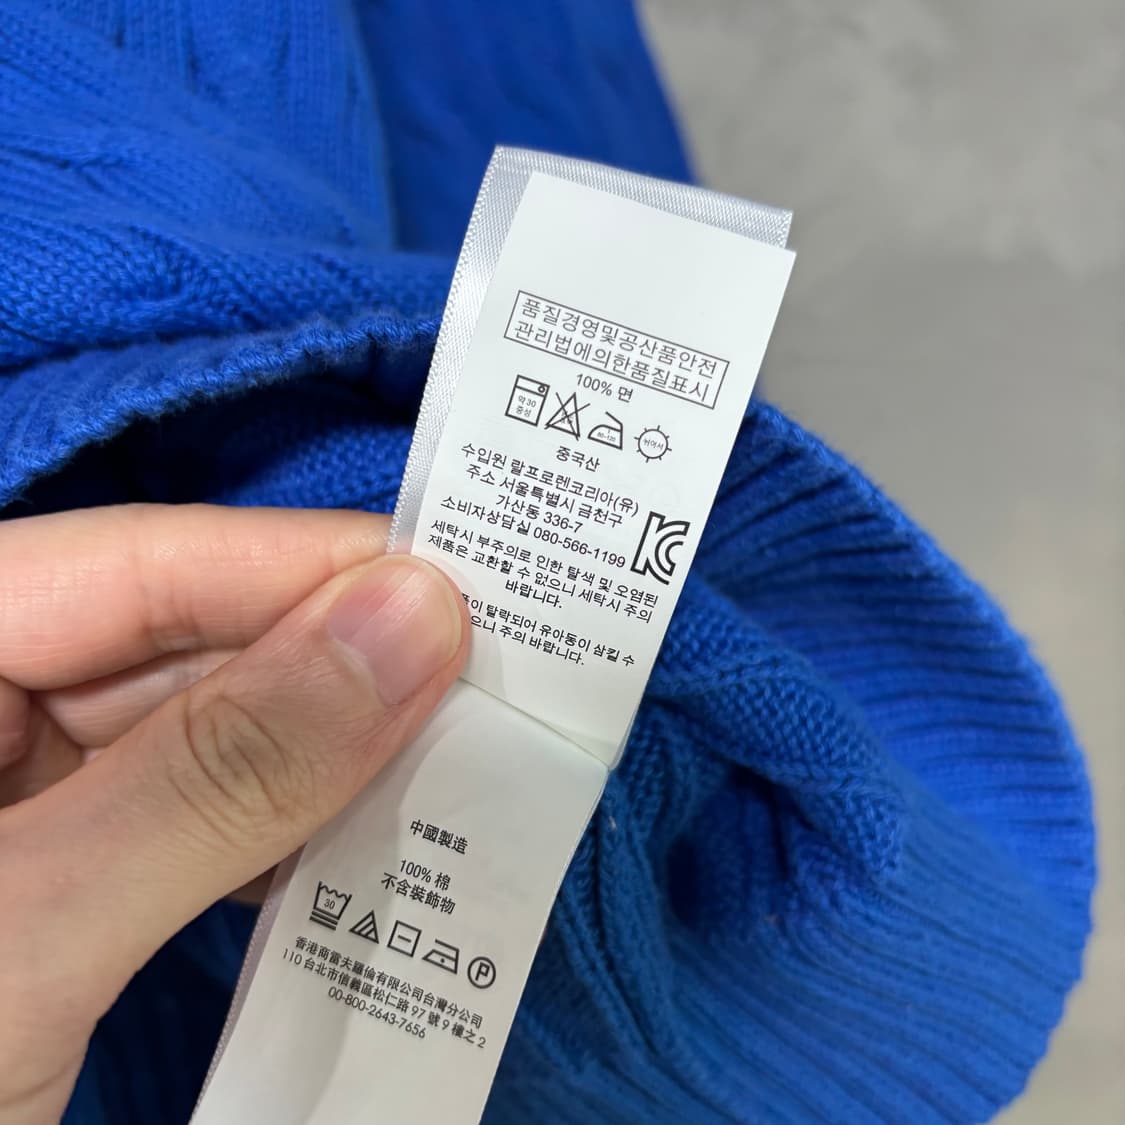 품질경영및공산품안전
관리법에의한품질표시
100% 면
약 30
중성
80~120
뉘어서
중국산
수입원 랄프로렌코리아(유)
주소 서울특별시 금천구
가산동 336-7
소비자상담실 080-566-1199
세탁시 부주의로 인한 탈색 및 오염된
제품은 교환할 수 없으니 세탁시 주의
바랍니다.
탈락되어 유아동이 삼킬 수
주의 바랍니다.
中國製造
100% 棉
不含裝飾物
30
P
香港商雷夫羅倫有限公司台灣分公司
110 台北市信義區松仁路 97 號 9 樓之 2
00-800-2643-7656